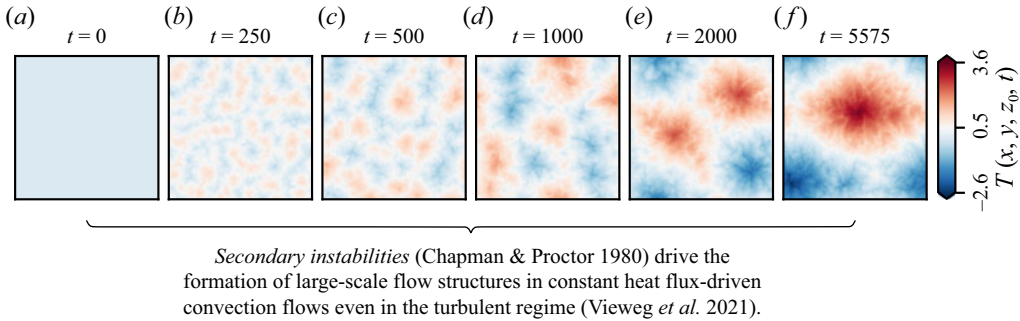 (a) (b) (c) (d) (e) (f)
t = 0 t = 250 t = 500 t = 1000 t = 2000 t = 5575
3.6
0.5
−2.6
T (x, y, z0, t)
Secondary instabilities (Chapman & Proctor 1980) drive the
formation of large-scale flow structures in constant heat flux-driven
convection flows even in the turbulent regime (Vieweg et al. 2021).